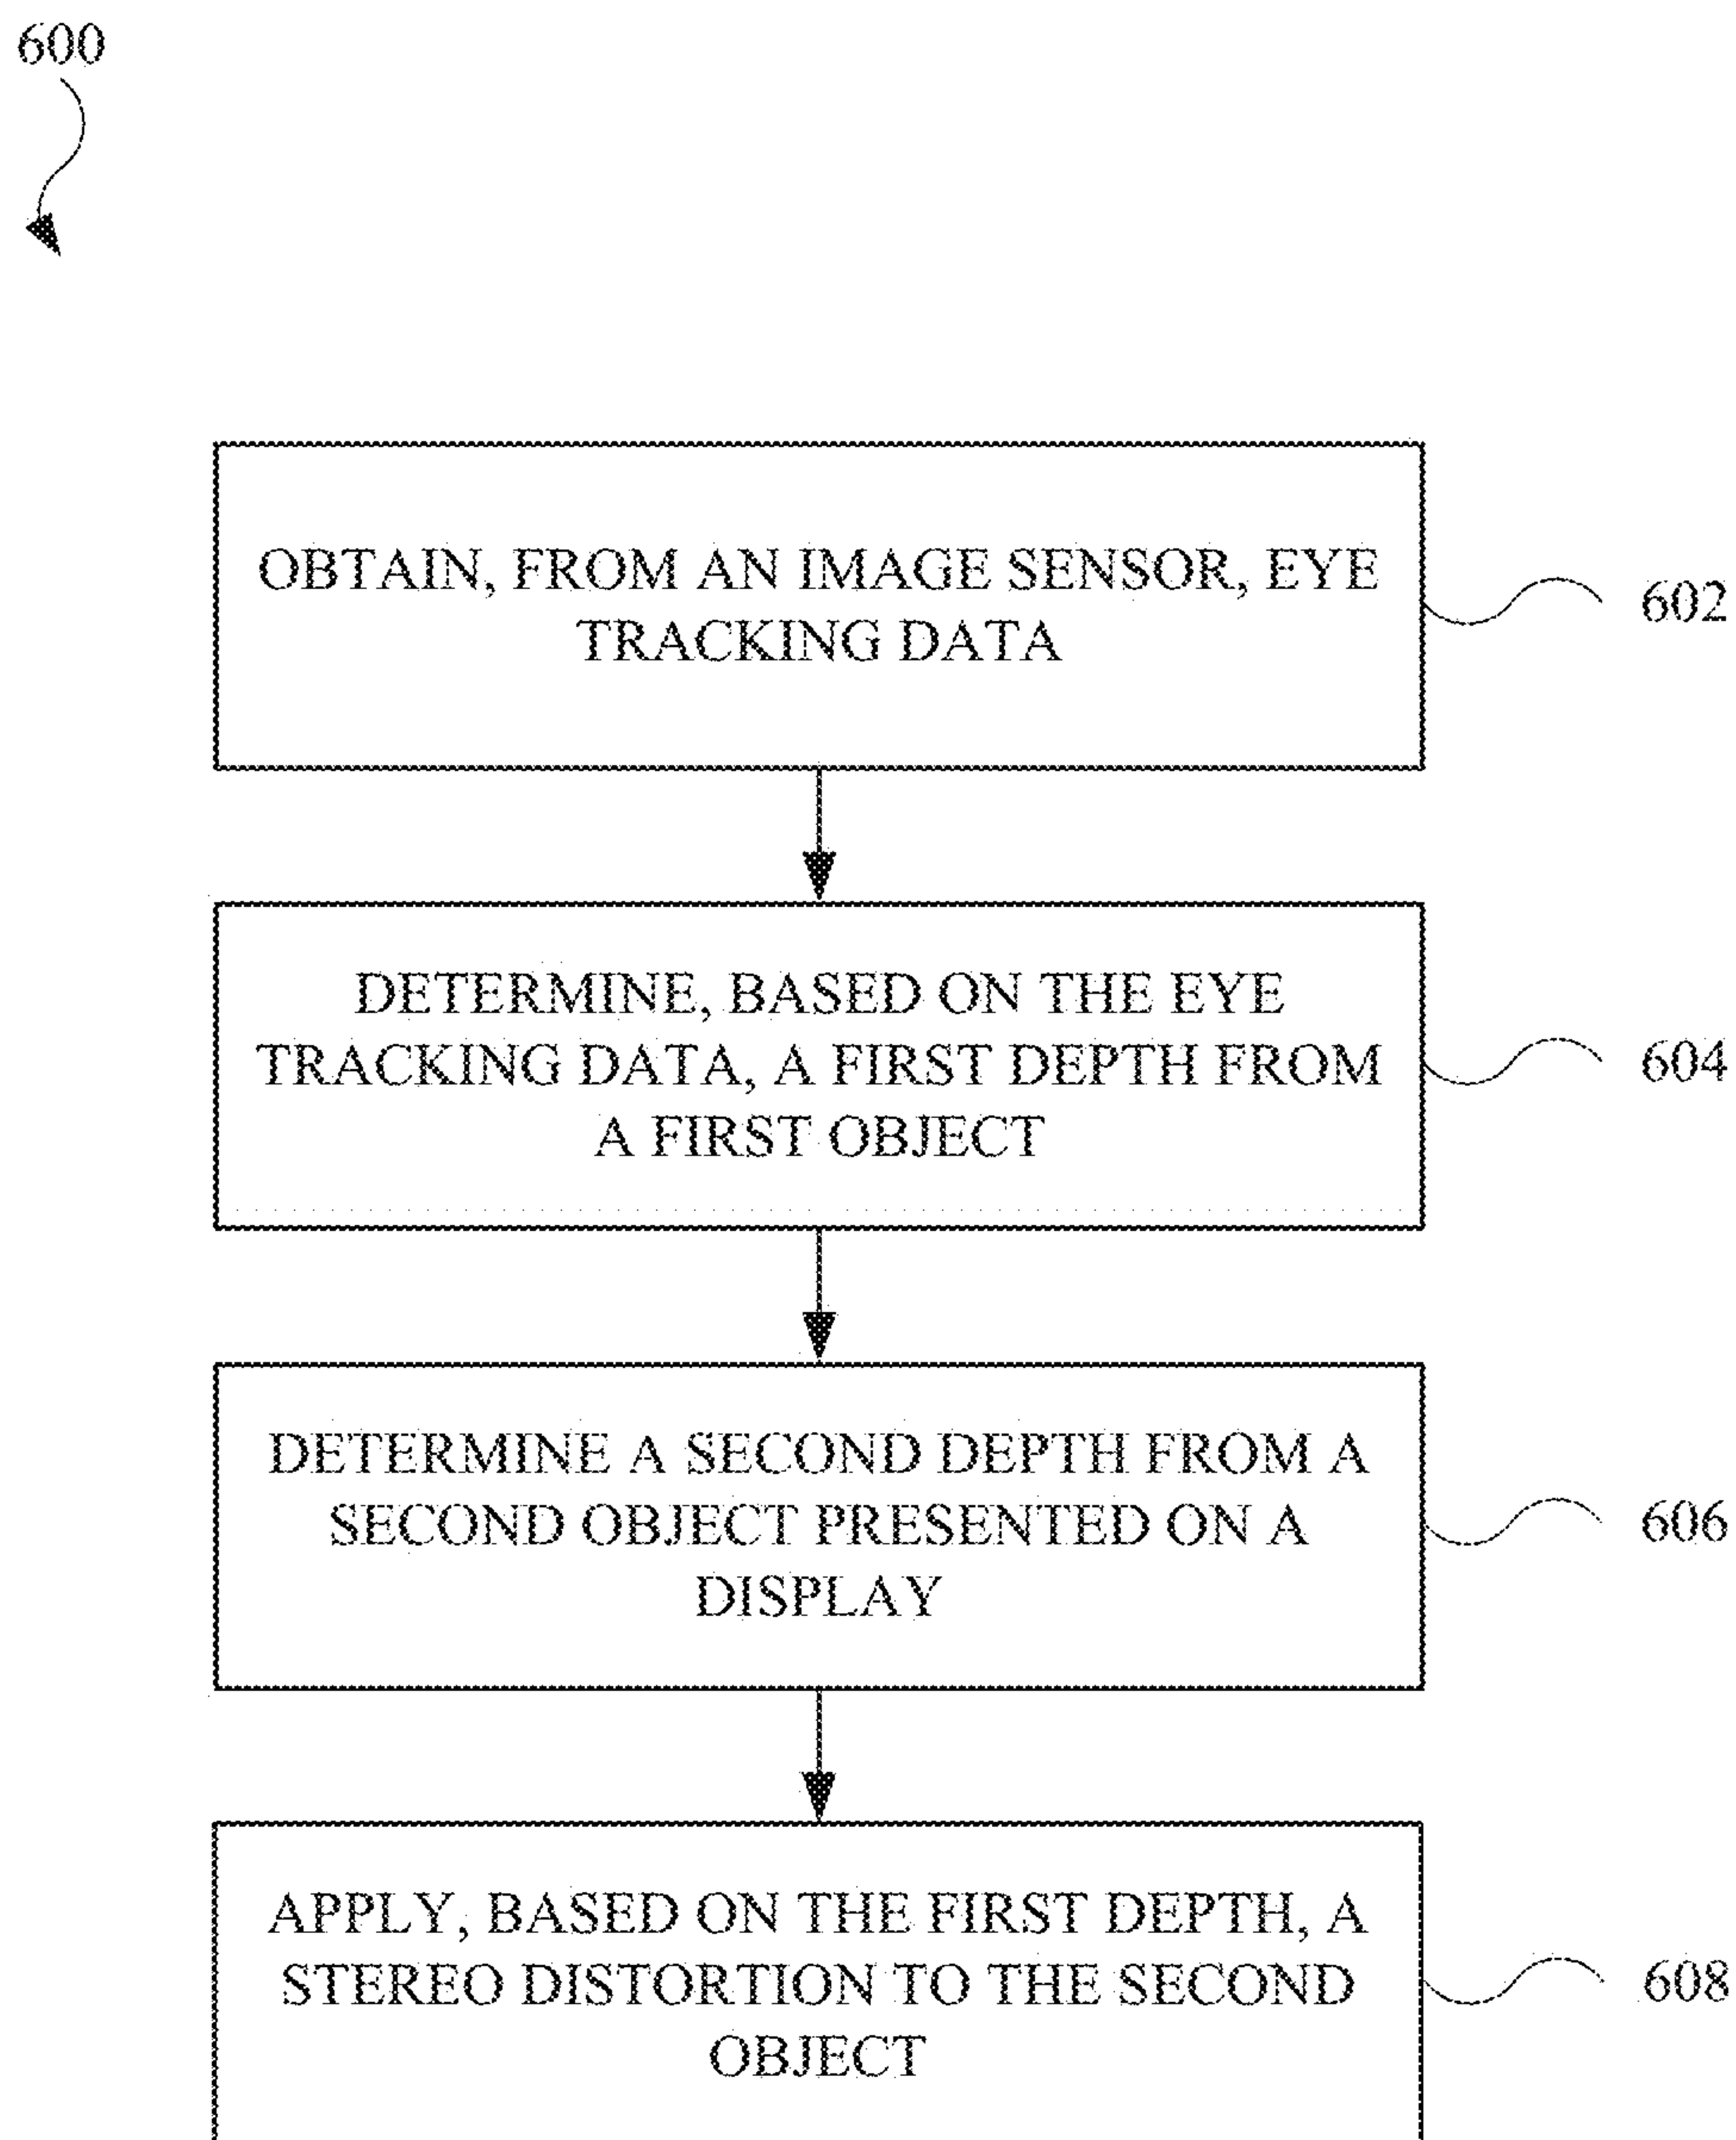 600
OBTAIN, FROM AN IMAGE SENSOR, EYE
TRACKING DATA
602
DETERMINE, BASED ON THE EYE
TRACKING DATA, A FIRST DEPTH FROM
A FIRST OBJECT
604
DETERMINE A SECOND DEPTH FROM A
SECOND OBJECT PRESENTED ON A
DISPLAY
606
APPLY, BASED ON THE FIRST DEPTH, A
STEREO DISTORTION TO THE SECOND
OBJECT
608